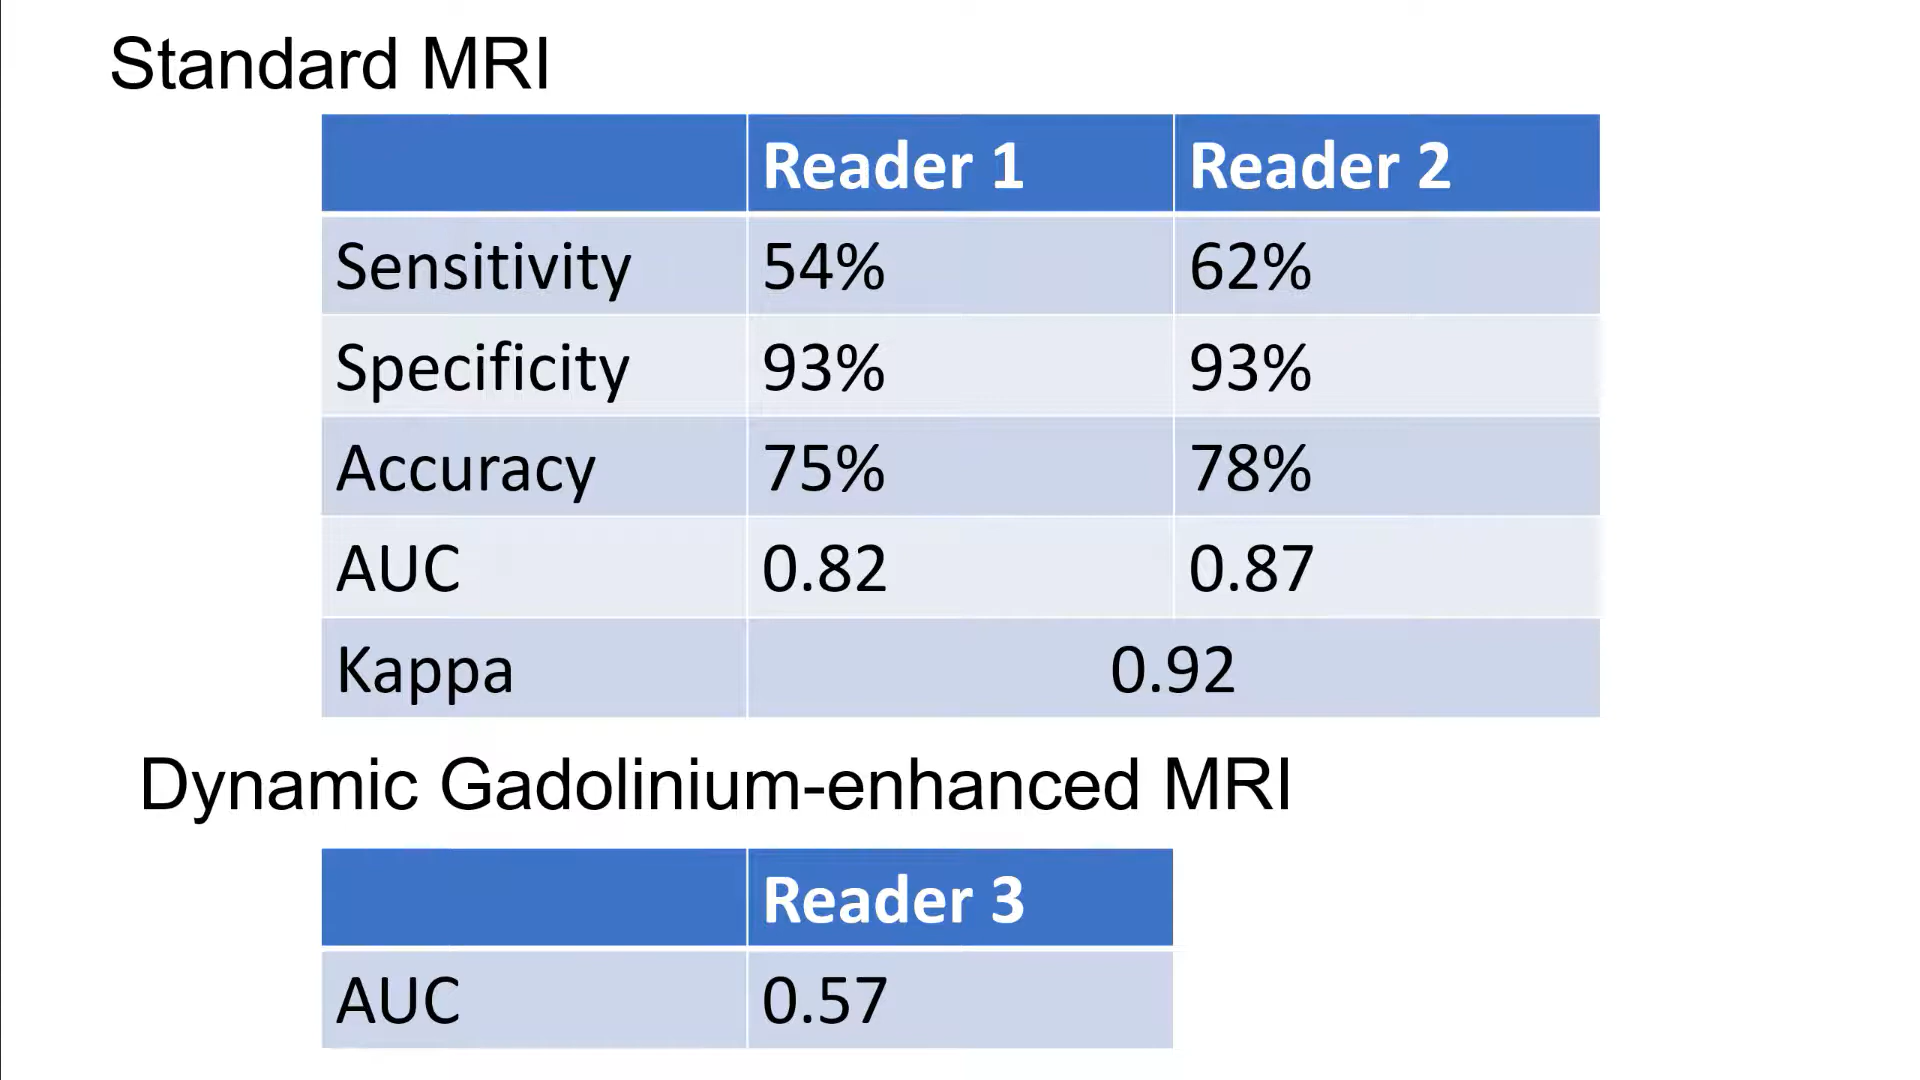 Standard MRI
Reader 1 Reader 2
Sensitivity 54% 62%
Specificity 93% 93%
Accuracy 75% 78%
AUC 0.82 0.87
Kappa 0.92
Dynamic Gadolinium-enhanced MRI
Reader 3
AUC 0.57